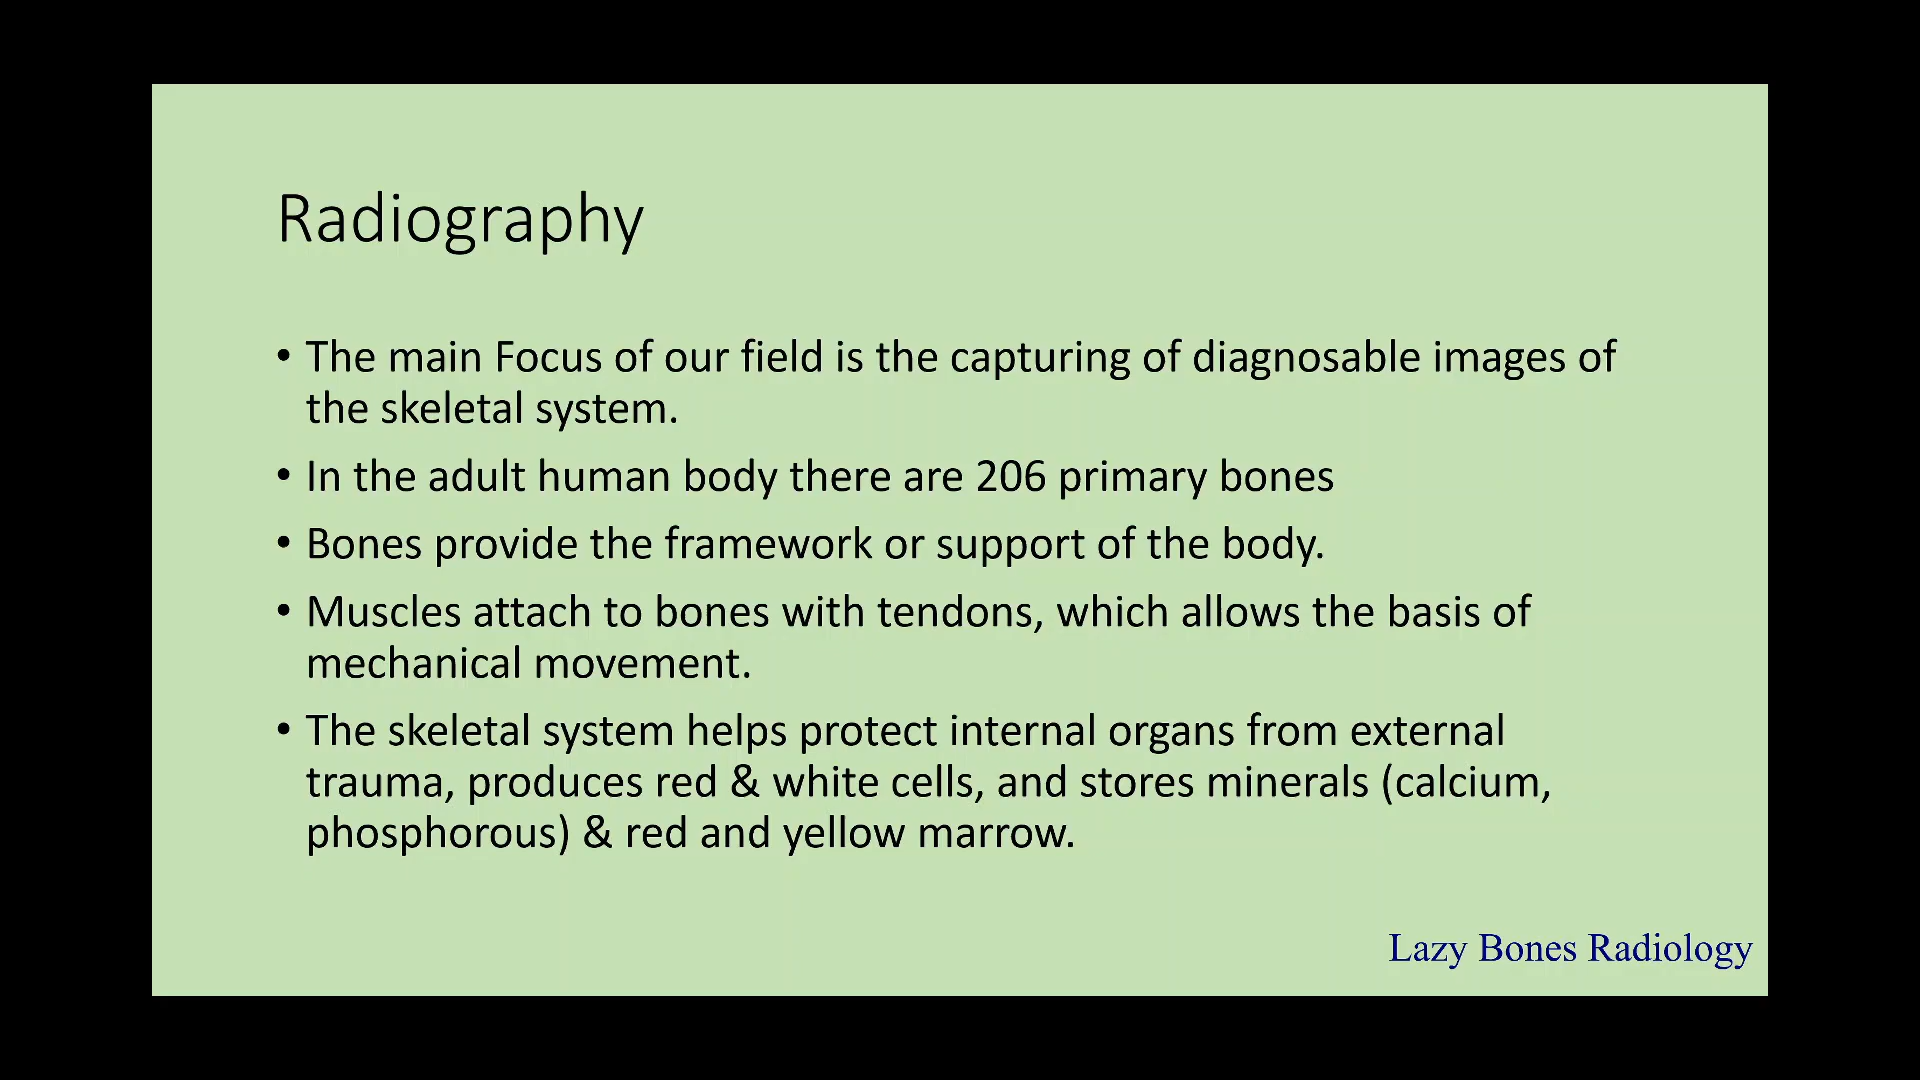 Radiography
• The main Focus of our field is the capturing of diagnosable images of
the skeletal system.
• In the adult human body there are 206 primary bones
• Bones provide the framework or support of the body.
• Muscles attach to bones with tendons, which allows the basis of
mechanical movement.
• The skeletal system helps protect internal organs from external
trauma, produces red & white cells, and stores minerals (calcium,
phosphorous) & red and yellow marrow.
Lazy Bones Radiology